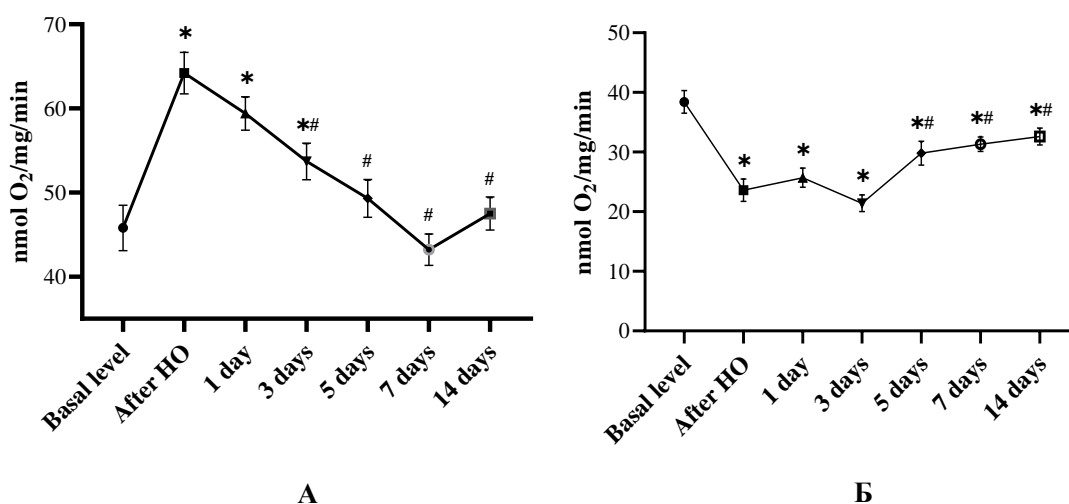 nmol O₂/mg/min
70
60
50
40
*
*
*#
#
#
#
Basal level
After HO
1 day
3 days
5 days
7 days
14 days
А
nmol O₂/mg/min
50
40
30
20
10
0
*
*
*
*#
*#
*#
Basal level
After HO
1 day
3 days
5 days
7 days
14 days
Б